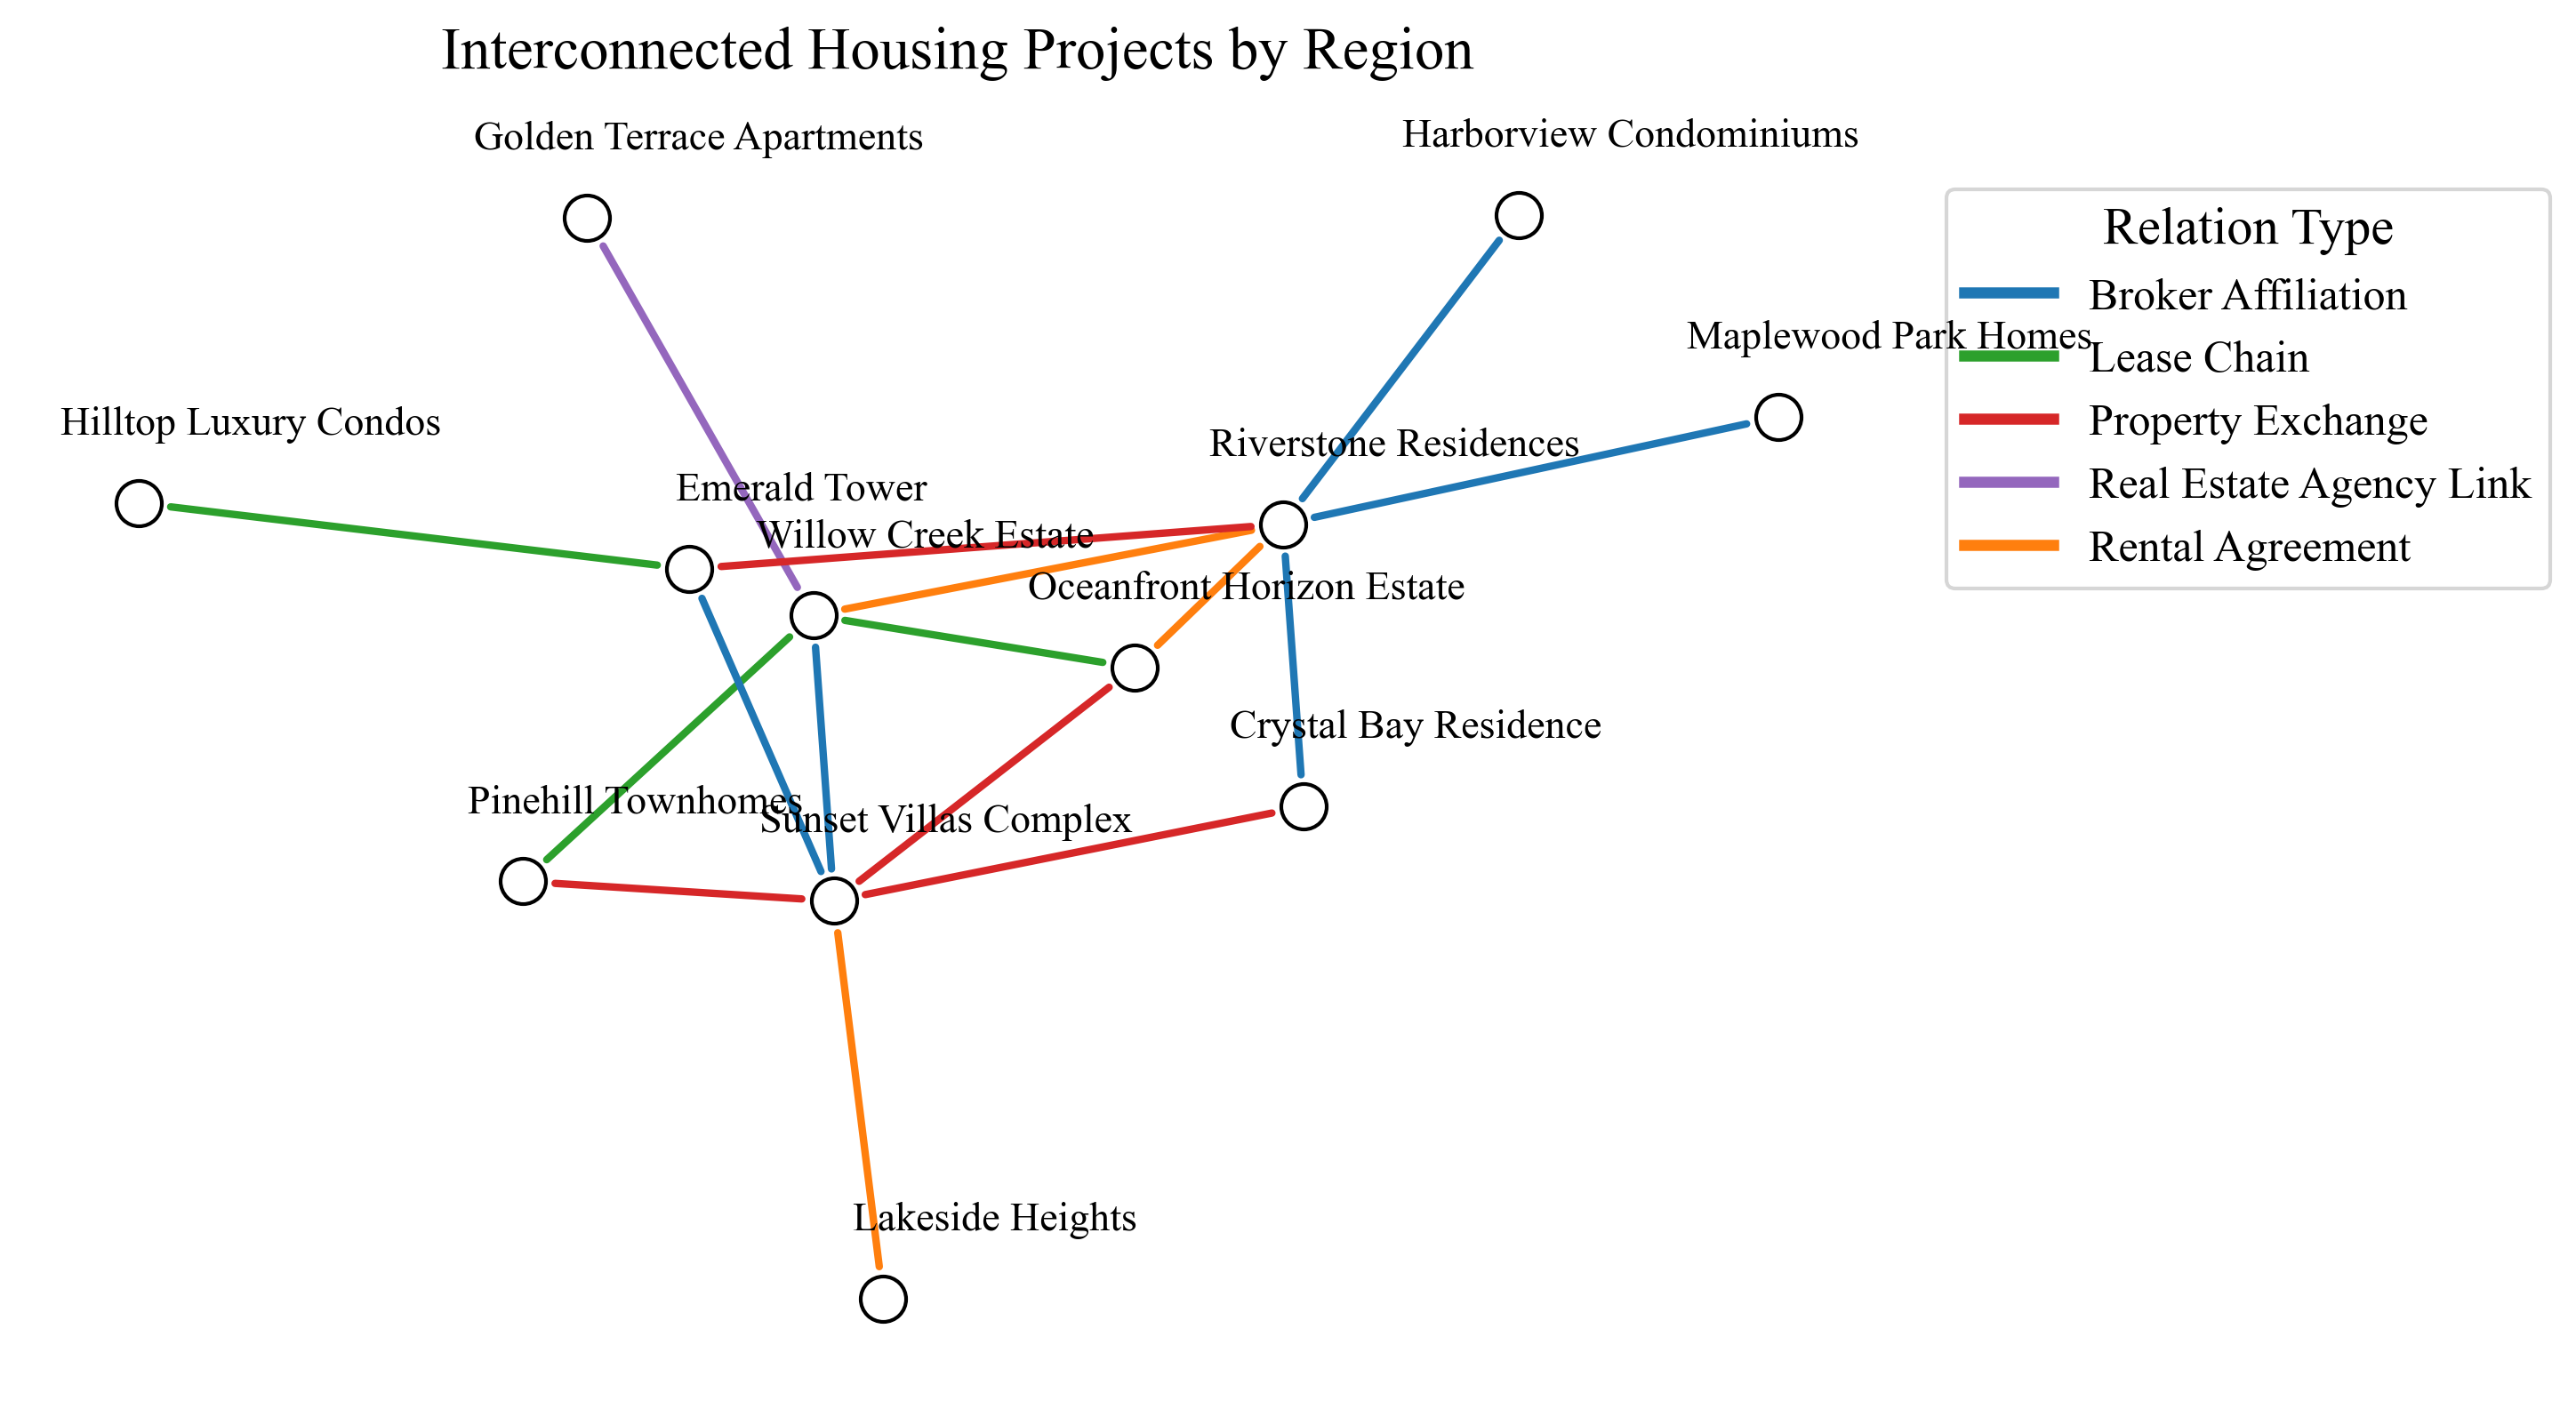 Interconnected Housing Projects by Region
Golden Terrace Apartments
Harborview Condominiums
Maplewood Park Homes
Hilltop Luxury Condos
Riverstone Residences
Emerald Tower
Willow Creek Estate
Oceanfront Horizon Estate
Crystal Bay Residence
Pinehill Townhomes
Sunset Villas Complex
Lakeside Heights
Relation Type
Broker Affiliation
Lease Chain
Property Exchange
Real Estate Agency Link
Rental Agreement